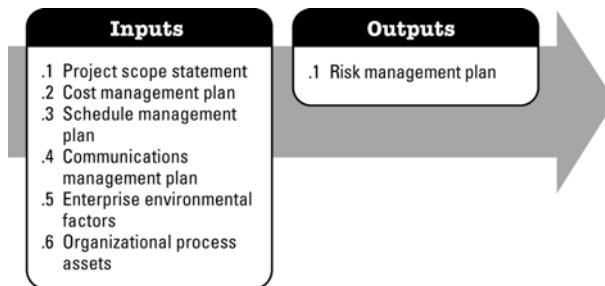 Inputs
.1 Project scope statement
.2 Cost management plan
.3 Schedule management
plan
.4 Communications
management plan
.5 Enterprise environmental
factors
.6 Organizational process
assets
Outputs
.1 Risk management plan